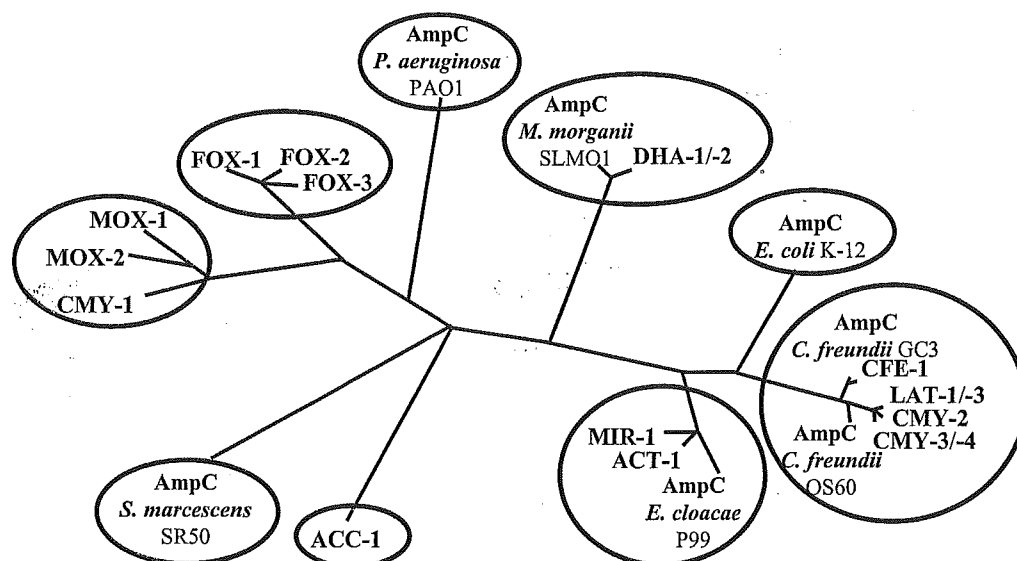 AmpC
P. aeruginosa
PAO1
AmpC
M. morganii
SLMO1
DHA-1/-2
FOX-1
FOX-2
FOX-3
MOX-1
MOX-2
CMY-1
AmpC
E. coli K-12
AmpC
C. freundii GC3
CFE-1
LAT-1/-3
CMY-2
CMY-3/-4
AmpC
C. freundii
OS60
MIR-1
ACT-1
AmpC
E. cloacae
P99
AmpC
S. marcescens
SR50
ACC-1